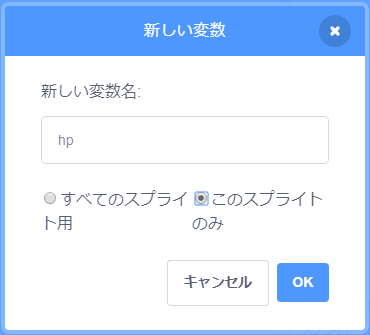 新しい変数
新しい変数名:
hp
すべてのスプライ
ト用
このスプライト
のみ
キャンセル
OK